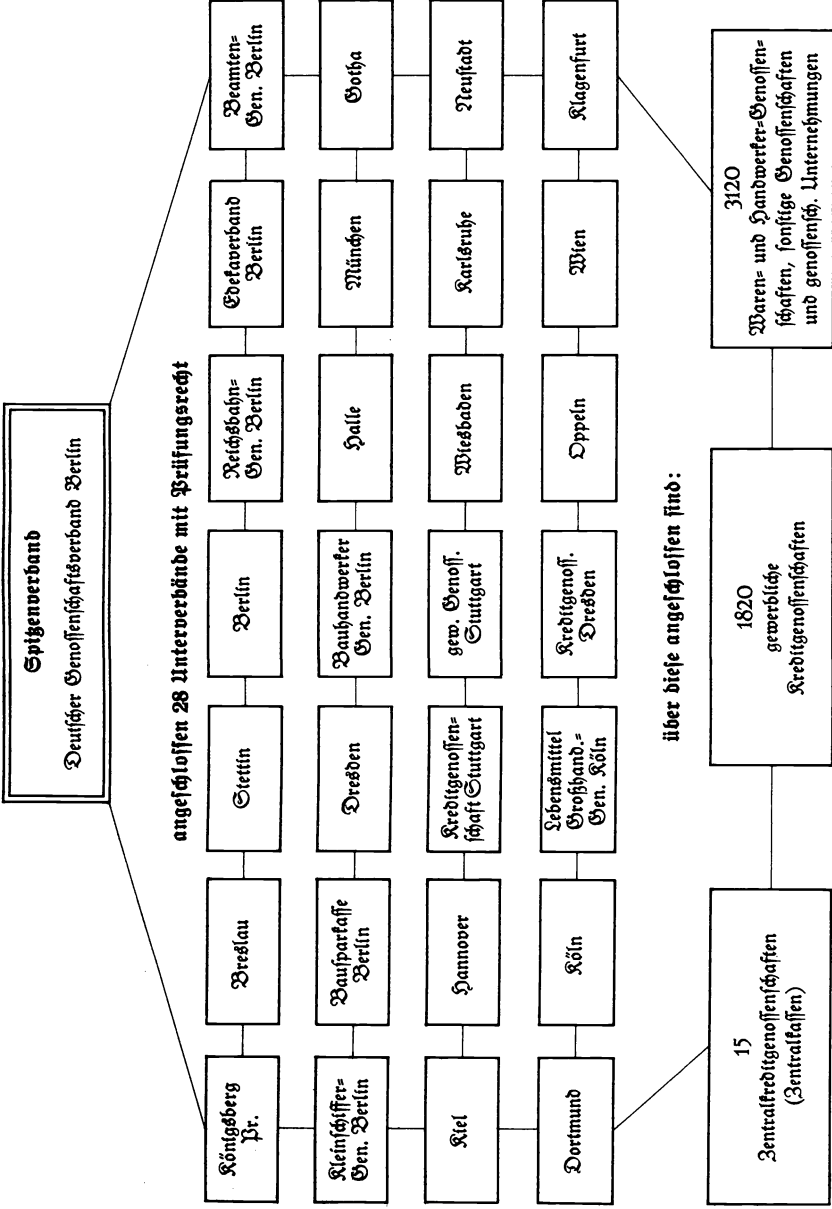 Spitzenverband
Deutscher Genossenschaftsverband Berlin
angeschlossen 28 Unterverbände mit Prüfungsrecht
Königsberg
Pr.
Breslau
Stettin
Berlin
Reichsbahn=
Gen. Berlin
Edekaverband
Berlin
Beamten=
Gen. Berlin
Kleinschiffer=
Gen. Berlin
Bausparkasse
Berlin
Dresden
Bauhandwerker
Gen. Berlin
Halle
München
Gotha
Kiel
Hannover
Kreditgenossen=
schaft Stuttgart
gew. Genoss.
Stuttgart
Wiesbaden
Karlsruhe
Neustadt
Dortmund
Köln
Lebensmittel
Großhand.=
Gen. Köln
Kreditgenoss.
Dresden
Oppeln
Wien
Klagenfurt
über diese angeschlossen sind:
15
Zentralkreditgenossenschaften
(Zentralkassen)
1820
gewerbliche
Kreditgenossenschaften
3120
Waren= und Handwerker=Genossen=
schaften, sonstige Genossenschaften
und genossensch. Unternehmungen